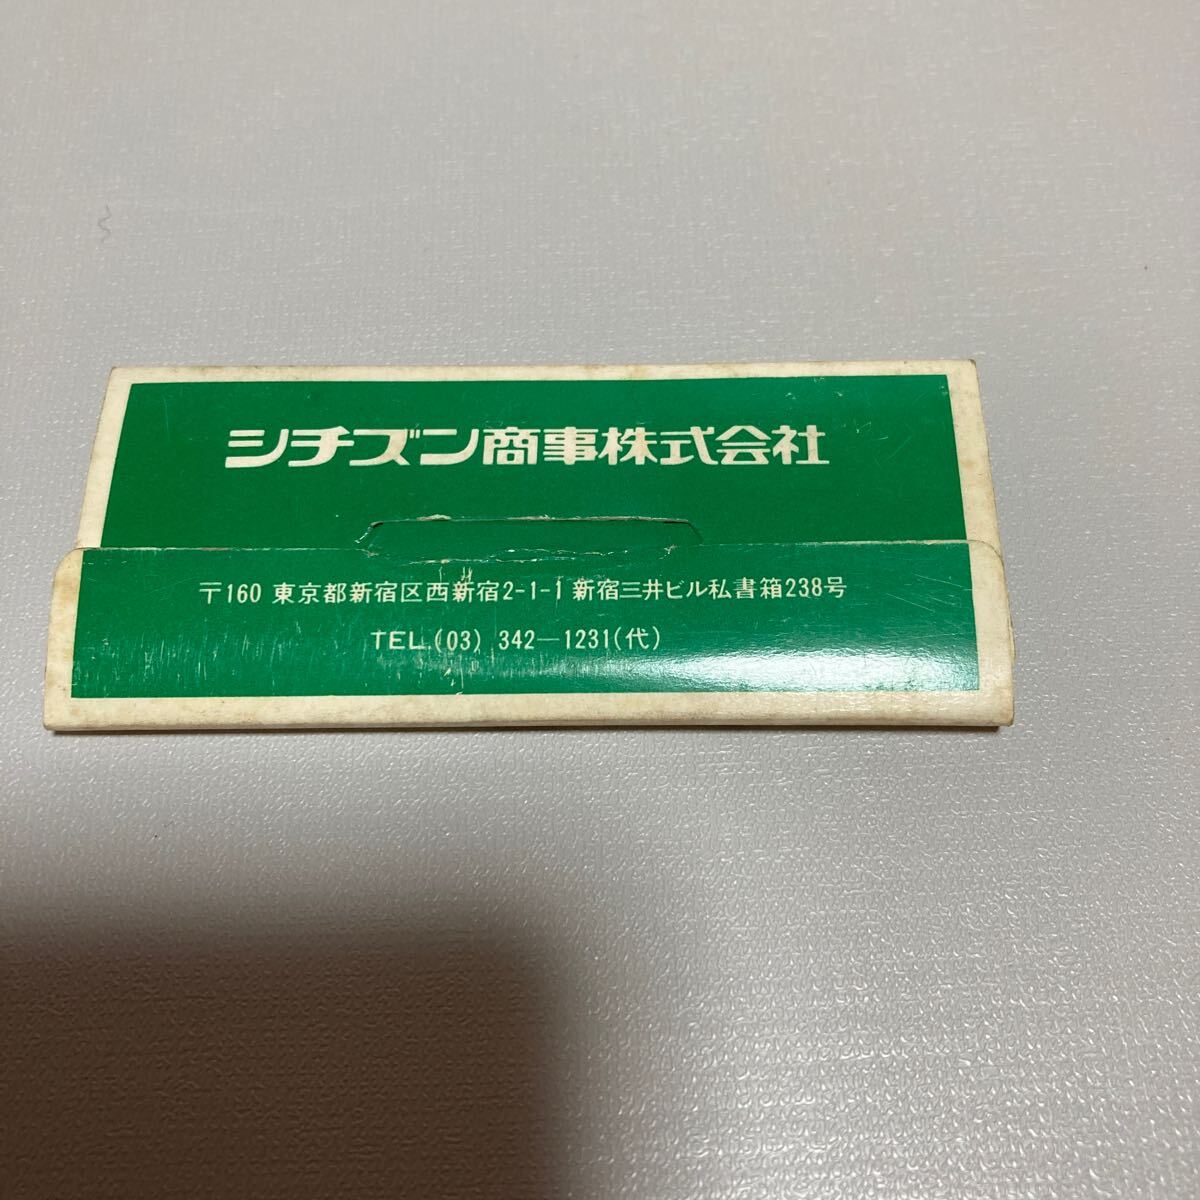 シチズン商事株式会社
〒160 東京都新宿区西新宿2-1-1 新宿三井ビル私書箱238号
TEL.(03) 342-1231(代)